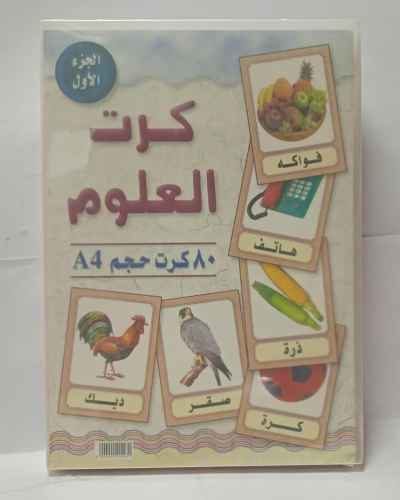 الجزء
الأول
كرت
العلوم
٨٠ كرت حجم A4
فواكه
هاتف
ذرة
كرة
صقر
ديك